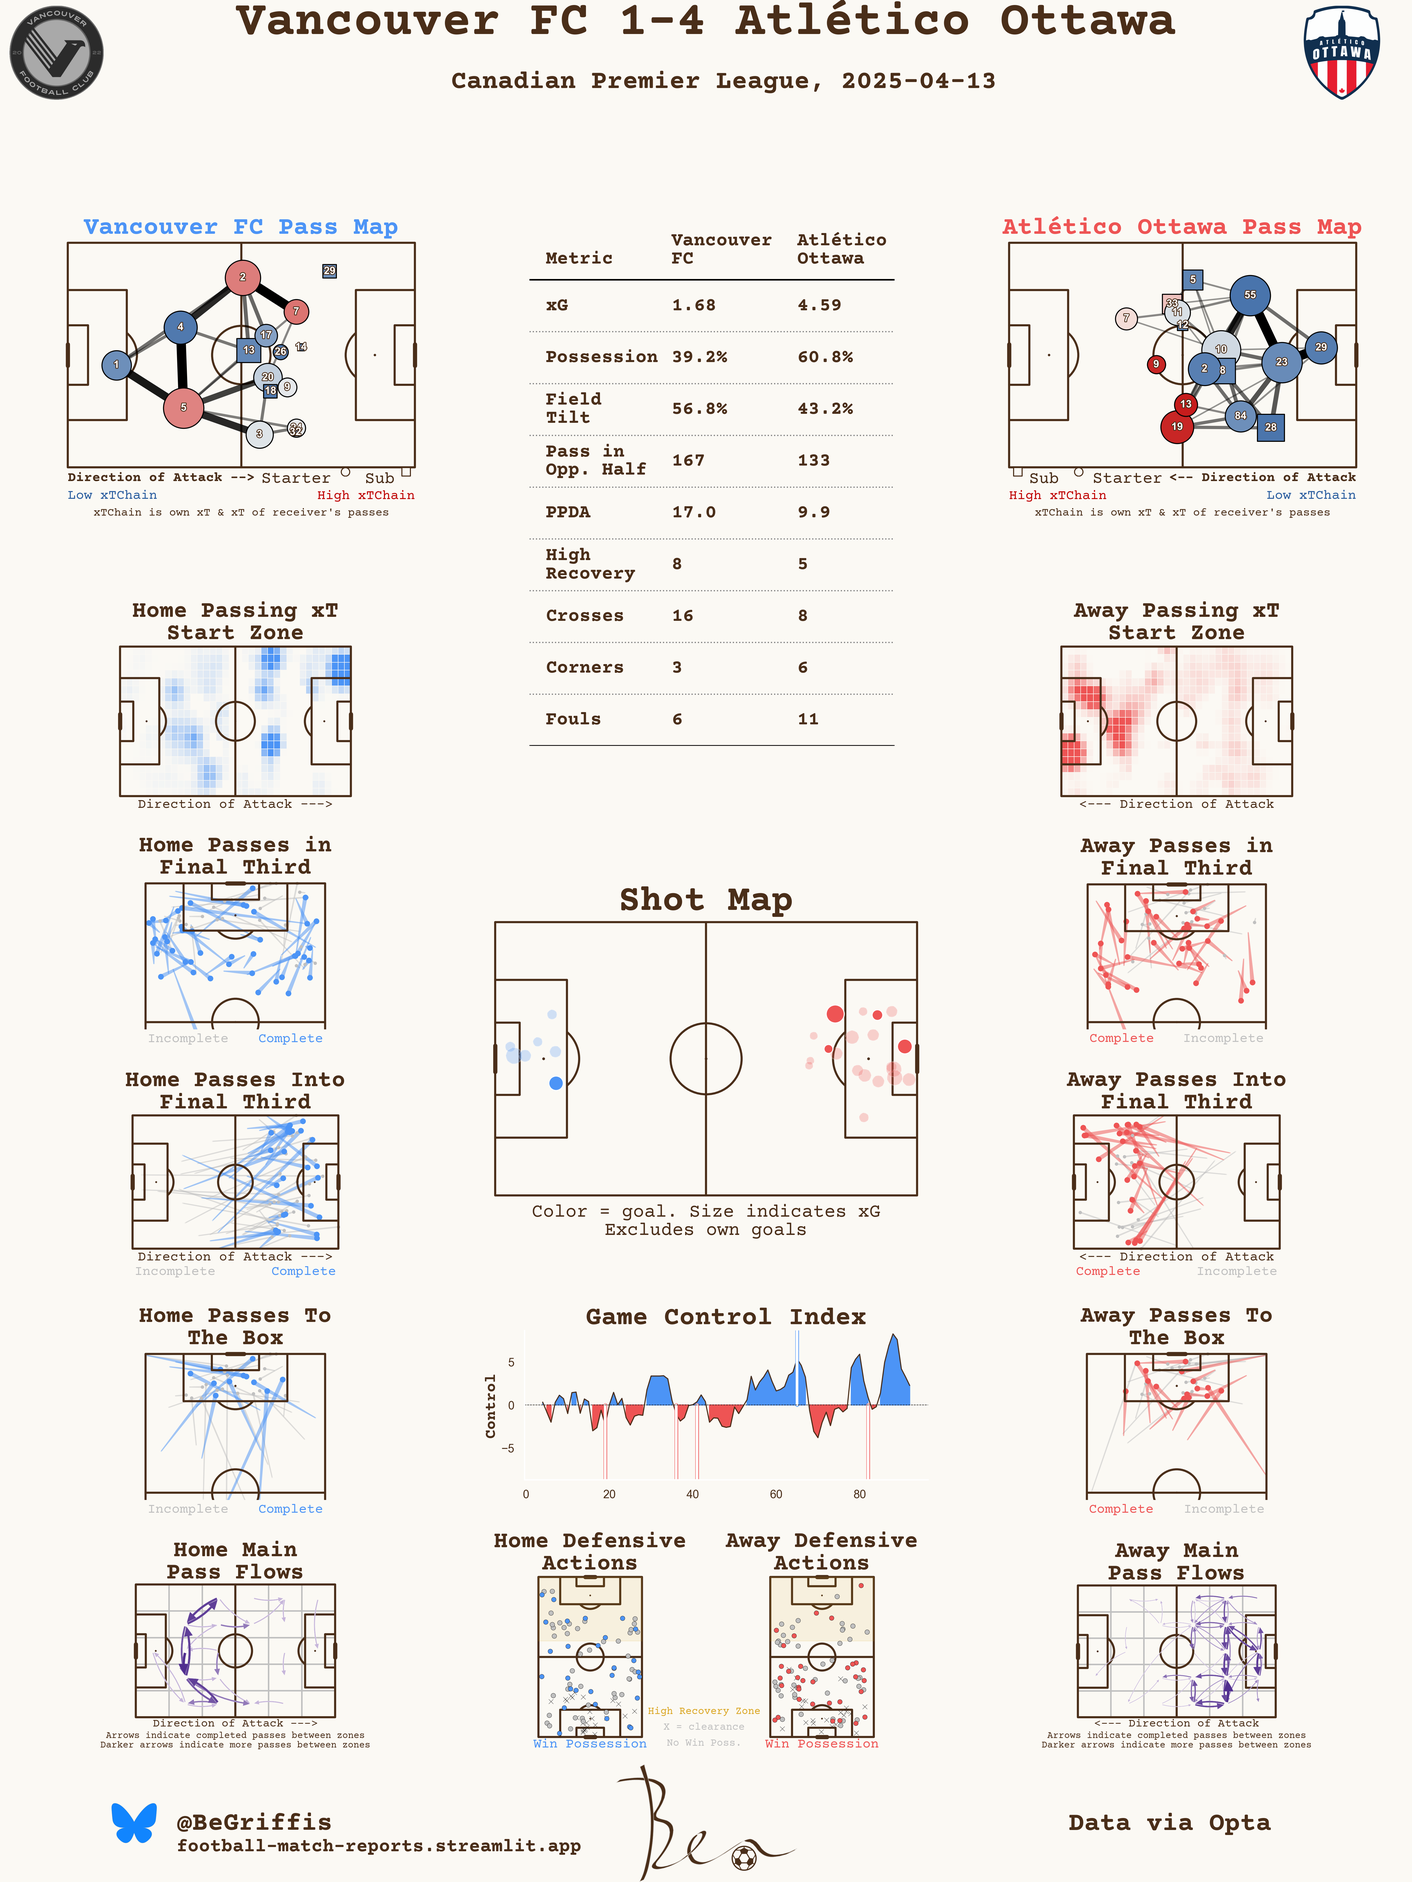 Vancouver FC 1-4 Atlético Ottawa
Canadian Premier League, 2025-04-13
VANCOUVER
FOOTBALL CLUB
ATLÉTICO
OTTAWA
Vancouver FC Pass Map
2
29
7
4
17
13
26
14
1
20
18
9
5
3
32
Direction of Attack --> Starter Sub
Low xTChain High xTChain
xTChain is own xT & xT of receiver's passes
Metric Vancouver FC Atlético Ottawa
xG 1.68 4.59
Possession 39.2% 60.8%
Field Tilt 56.8% 43.2%
Pass in Opp. Half 167 133
PPDA 17.0 9.9
High Recovery 8 5
Crosses 16 8
Corners 3 6
Fouls 6 11
Atlético Ottawa Pass Map
5
55
33
11
7
12
10
29
9
2
8
23
13
84
19
28
Sub Starter <-- Direction of Attack
High xTChain Low xTChain
xTChain is own xT & xT of receiver's passes
Home Passing xT
Start Zone
Direction of Attack --->
Away Passing xT
Start Zone
<--- Direction of Attack
Home Passes in
Final Third
Incomplete Complete
Away Passes in
Final Third
Complete Incomplete
Shot Map
Color = goal. Size indicates xG
Excludes own goals
Home Passes Into
Final Third
Direction of Attack --->
Incomplete Complete
Away Passes Into
Final Third
<--- Direction of Attack
Complete Incomplete
Home Passes To
The Box
Incomplete Complete
Game Control Index
Control
5
0
−5
0 20 40 60 80
Away Passes To
The Box
Complete Incomplete
Home Main
Pass Flows
Direction of Attack --->
Arrows indicate completed passes between zones
Darker arrows indicate more passes between zones
Home Defensive
Actions
Win Possession
High Recovery Zone
X = clearance
No Win Poss.
Away Defensive
Actions
Win Possession
Away Main
Pass Flows
<--- Direction of Attack
Arrows indicate completed passes between zones
Darker arrows indicate more passes between zones
@BeGriffis
football-match-reports.streamlit.app
Ben
Data via Opta